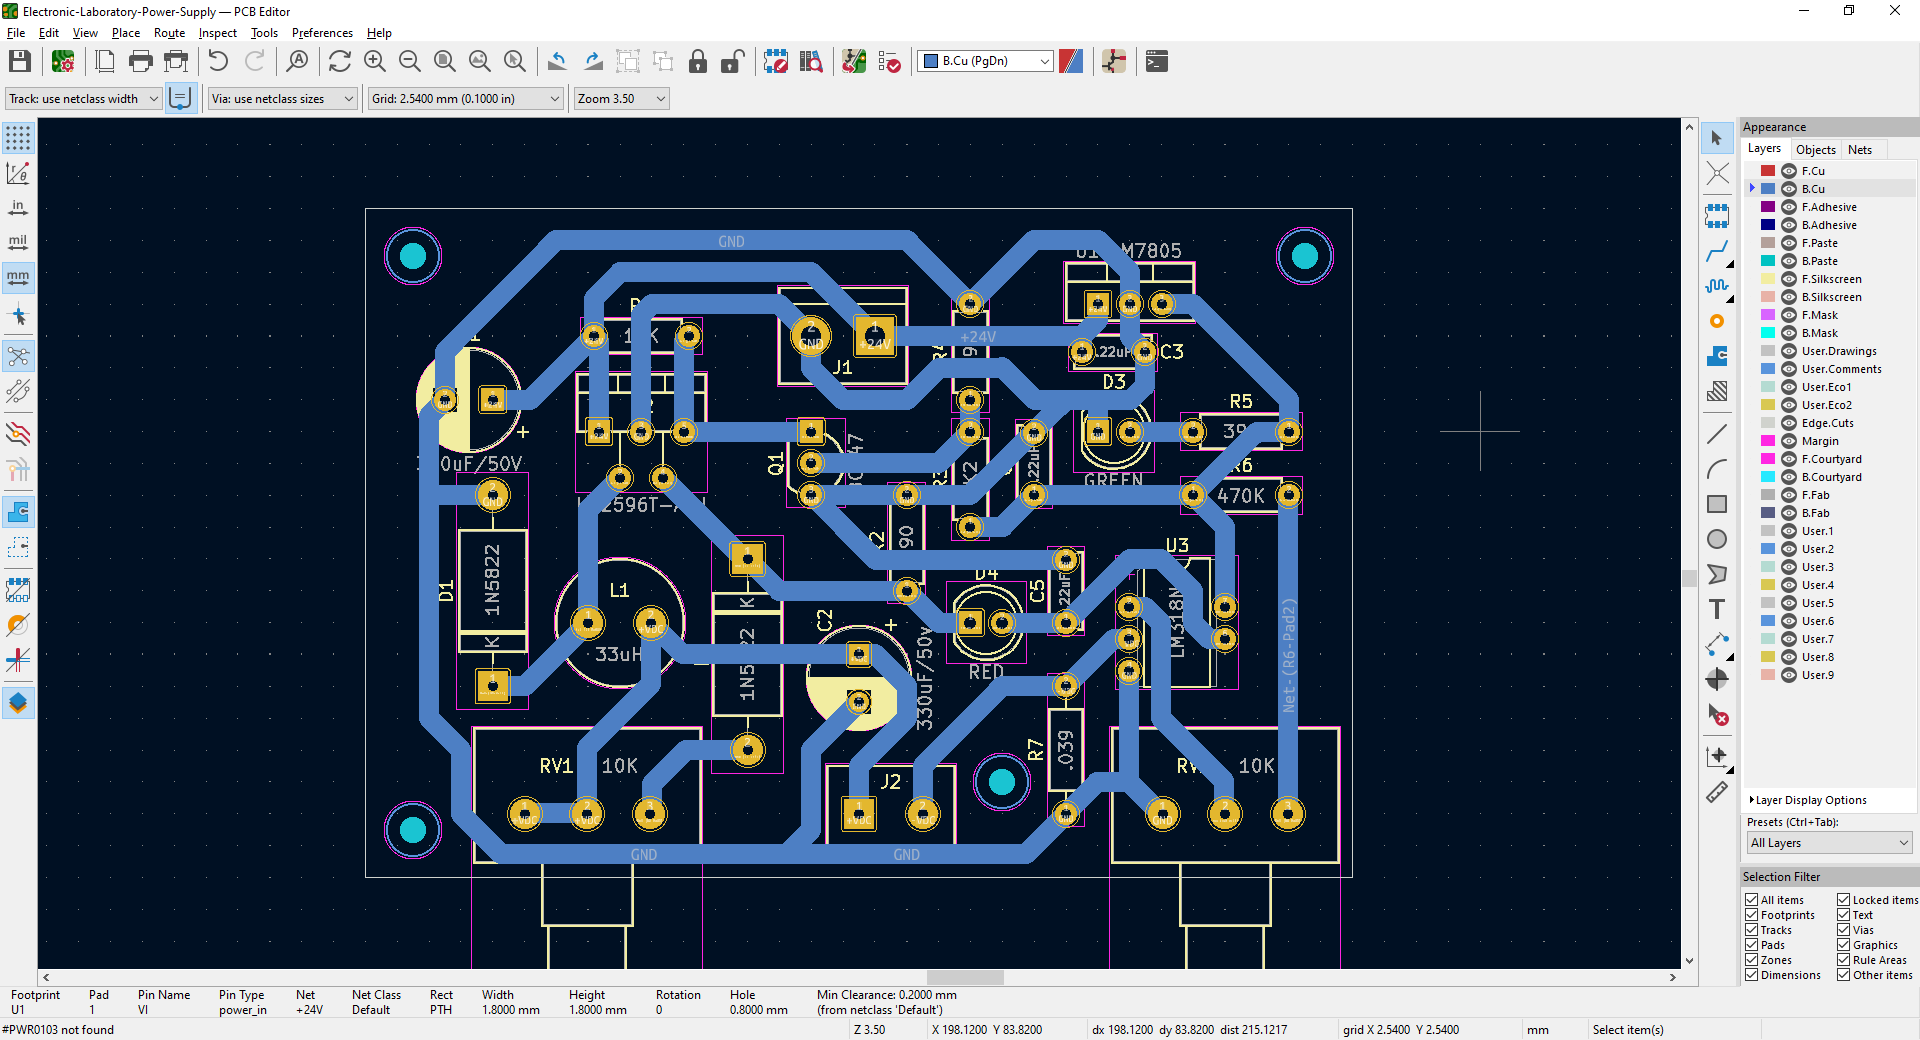 Electronic-Laboratory-Power-Supply — PCB Editor
File Edit View Place Route Inspect Tools Preferences Help
B.Cu (PgDn)
Track: use netclass width
Via: use netclass sizes
Grid: 2.5400 mm (0.1000 in)
Zoom 3.50
in
mil
mm
GND
M7805
+24V
J1
C3
D3
R5
Q1
GREEN
R6
470K
D1
1N5822
K
L1
33uH
K
C2
+
330uF/50v
D4
RED
C5
U3
LM318N
Net-(R6-Pad2)
R7
.039
RV1
10K
J2
10K
GND
GND
Appearance
Layers Objects Nets
F.Cu
B.Cu
F.Adhesive
B.Adhesive
F.Paste
B.Paste
F.Silkscreen
B.Silkscreen
F.Mask
B.Mask
User.Drawings
User.Comments
User.Eco1
User.Eco2
Edge.Cuts
Margin
F.Courtyard
B.Courtyard
F.Fab
B.Fab
User.1
User.2
User.3
User.4
User.5
User.6
User.7
User.8
User.9
Layer Display Options
Presets (Ctrl+Tab):
All Layers
Selection Filter
All items Locked items
Footprints Text
Tracks Vias
Pads Graphics
Zones Rule Areas
Dimensions Other items
Footprint Pad Pin Name Pin Type Net Net Class Rect Width Height Rotation Hole Min Clearance: 0.2000 mm
U1 1 VI power_in +24V Default PTH 1.8000 mm 1.8000 mm 0 0.8000 mm (from netclass 'Default')
#PWR0103 not found
Z 3.50
X 198.1200 Y 83.8200
dx 198.1200 dy 83.8200 dist 215.1217
grid X 2.5400 Y 2.5400
mm
Select item(s)